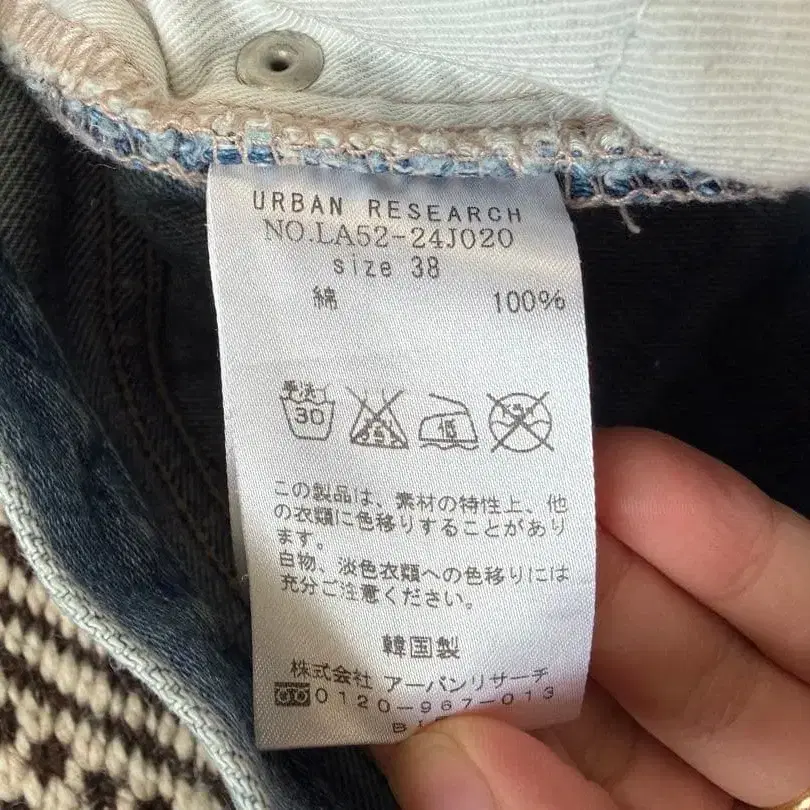 URBAN RESEARCH
NO.LA52-24J020
size 38
綿 100%
手洗イ
30
低
この製品は、素材の特性上、他
の衣類に色移りすることがあり
ます。
白物、淡色衣類への色移りには
充分ご注意ください。
韓国製
株式会社 アーバンリサーチ
0120-967-013